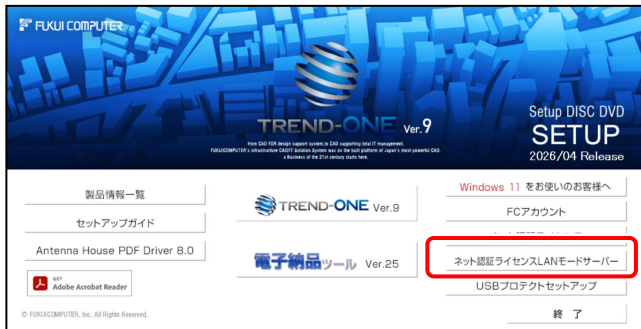 FUKUI COMPUTER
TREND-ONE Ver.9
from CAD FOR design support system,to CAD supporting total IT management.
FUKUICOMPUTER's infrastructure CAD/IT Solution System was on the built platform of Japan's most powerful CAD.
a Business of the 21st century starts here.
Setup DISC DVD
SETUP
2026/04 Release
製品情報一覧
セットアップガイド
Antenna House PDF Driver 8.0
GET
Adobe Acrobat Reader
TREND-ONE Ver.9
電子納品ツール Ver.25
Windows 11 をお使いのお客様へ
FCアカウント
ネット認証ライセンスLANモードサーバー
USBプロテクトセットアップ
終 了
© FUKUICOMPUTER, Inc. All Rights Reserved.